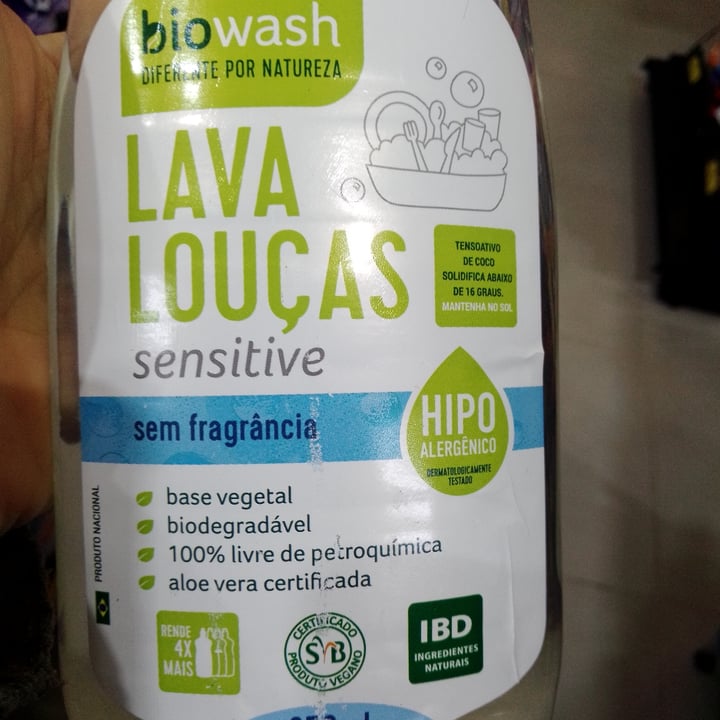 biowash
DIFERENTE POR NATUREZA
LAVA
LOUÇAS
sensitive
TENSOATIVO
DE COCO
SOLIDIFICA ABAIXO
DE 16 GRAUS.
MANTENHA NO SOL
sem fragrância
HIPO
ALERGÊNICO
DERMATOLOGICAMENTE
TESTADO
base vegetal
biodegradável
100% livre de petroquímica
aloe vera certificada
PRODUTO NACIONAL
RENDE
4X
MAIS
CERTIFICADO
SVB
PRODUTO VEGANO
IBD
INGREDIENTES
NATURAIS